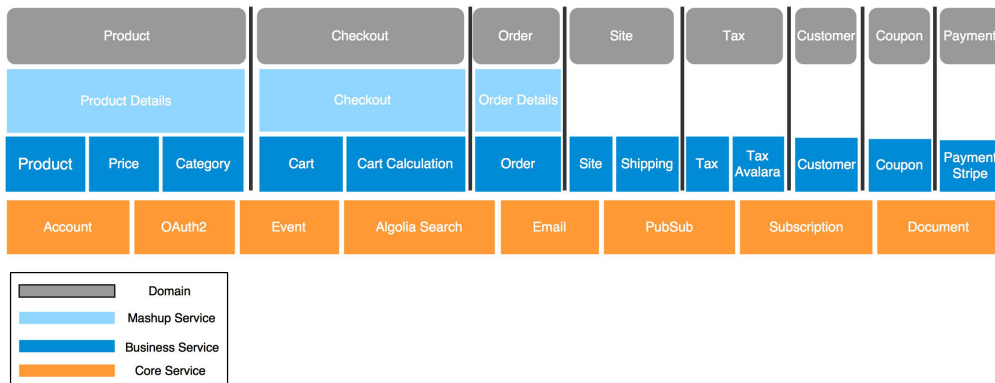 Product Checkout Order Site Tax Customer Coupon Payment
Product Details Checkout Order Details
Product Price Category Cart Cart Calculation Order Site Shipping Tax Tax Avalara Customer Coupon Payment Stripe
Account OAuth2 Event Algolia Search Email PubSub Subscription Document
Domain
Mashup Service
Business Service
Core Service